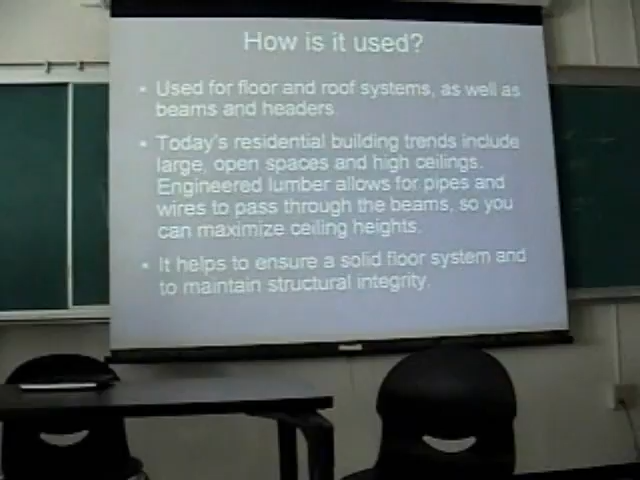 How is it used?
• Used for floor and roof systems, as well as
beams and headers.
• Today's residential building trends include
large, open spaces and high ceilings.
Engineered lumber allows for pipes and
wires to pass through the beams, so you
can maximize ceiling heights.
• It helps to ensure a solid floor system and
to maintain structural integrity.